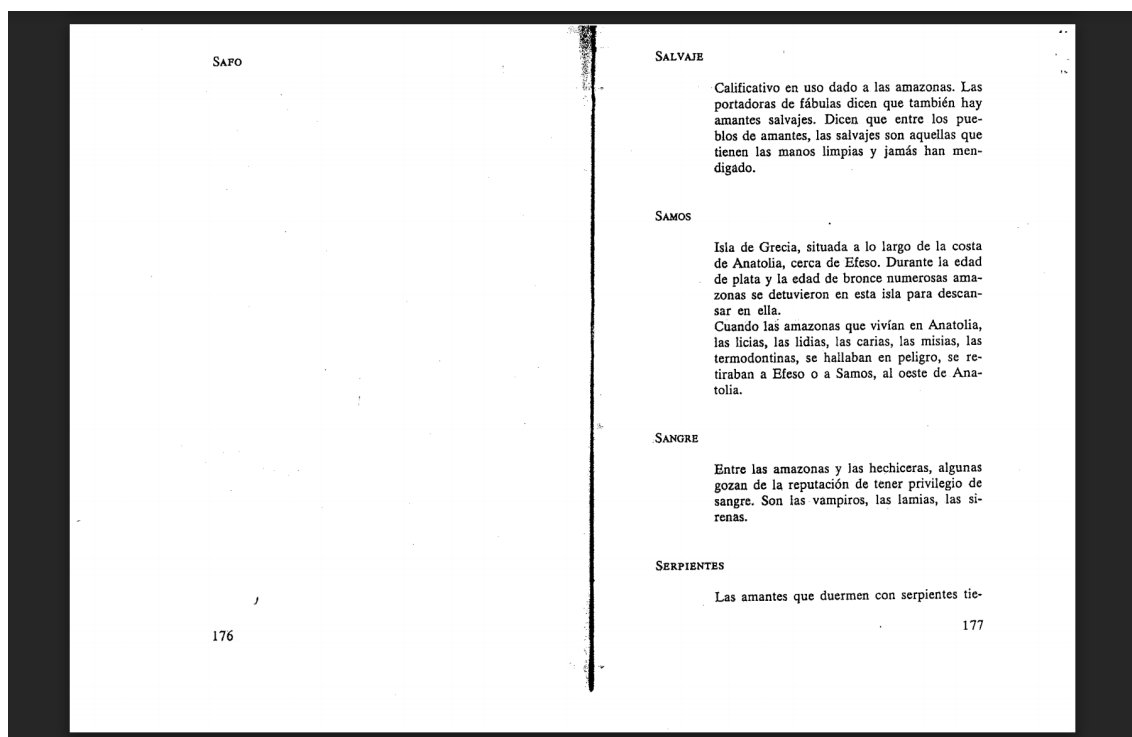 SAFO
176
SALVAJE
Calificativo en uso dado a las amazonas. Las
portadoras de fábulas dicen que también hay
amantes salvajes. Dicen que entre los pue-
blos de amantes, las salvajes son aquellas que
tienen las manos limpias y jamás han men-
digado.
SAMOS
Isla de Grecia, situada a lo largo de la costa
de Anatolia, cerca de Efeso. Durante la edad
de plata y la edad de bronce numerosas ama-
zonas se detuvieron en esta isla para descan-
sar en ella.
Cuando las amazonas que vivían en Anatolia,
las licias, las lidias, las carias, las misias, las
termodontinas, se hallaban en peligro, se re-
tiraban a Efeso o a Samos, al oeste de Ana-
tolia.
SANGRE
Entre las amazonas y las hechiceras, algunas
gozan de la reputación de tener privilegio de
sangre. Son las vampiros, las lamias, las si-
renas.
SERPIENTES
Las amantes que duermen con serpientes tie-
177